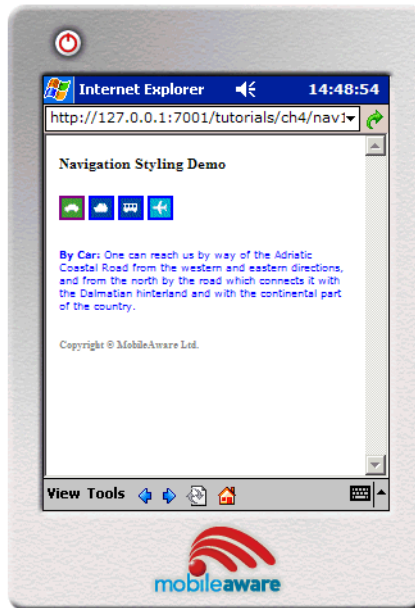 Internet Explorer 14:48:54
http://127.0.0.1:7001/tutorials/ch4/nav1
Navigation Styling Demo
By Car: One can reach us by way of the Adriatic
Coastal Road from the western and eastern directions,
and from the north by the road which connects it with
the Dalmatian hinterland and with the continental part
of the country.
Copyright © MobileAware Ltd.
View Tools
mobileaware